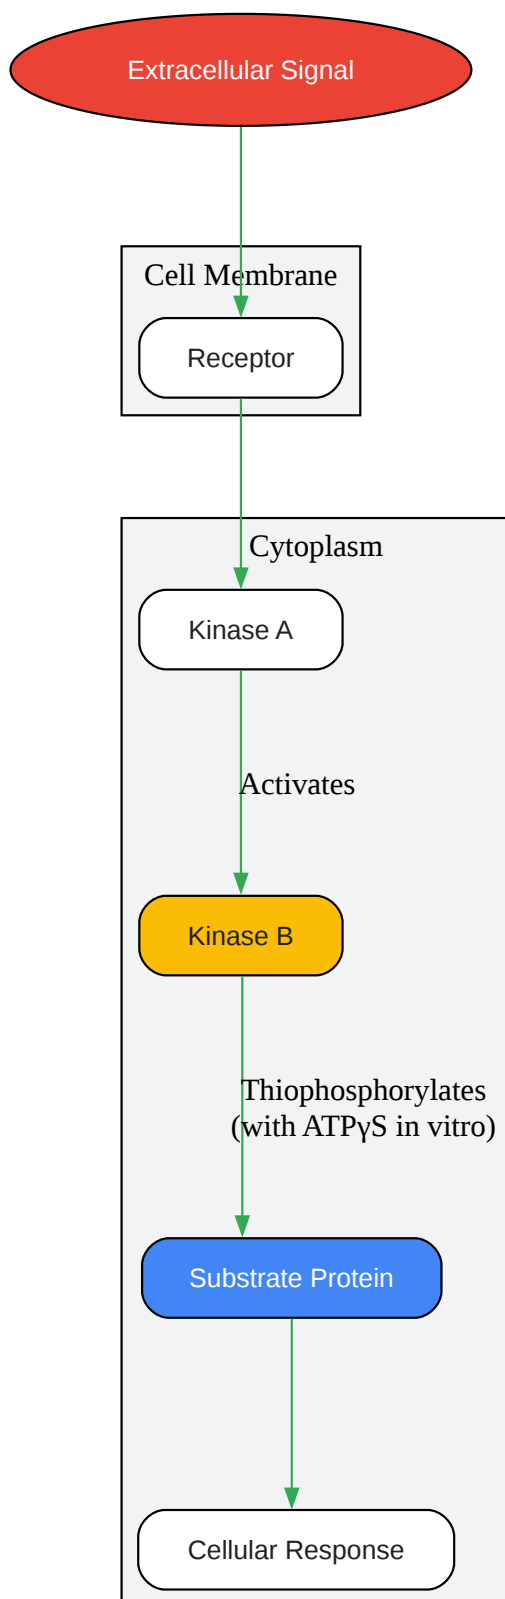 Extracellular Signal
Cell Membrane
Receptor
Cytoplasm
Kinase A
Activates
Kinase B
Thiophosphorylates
(with ATPγS in vitro)
Substrate Protein
Cellular Response